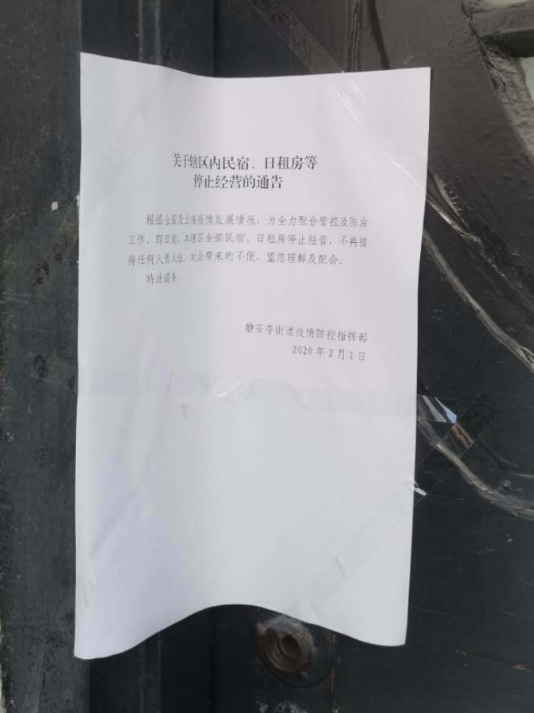 关于辖区内民宿、日租房等
停止经营的通告
根据全国及上海疫情发展情况，为全力配合管控及防治
工作，即日起，本辖区全部民宿、日租房停止经营，不再接
待任何人员入住，对此带来的不便，望您理解及配合。
特此通告。
静安寺街道疫情防控指挥部
2020年2月1日